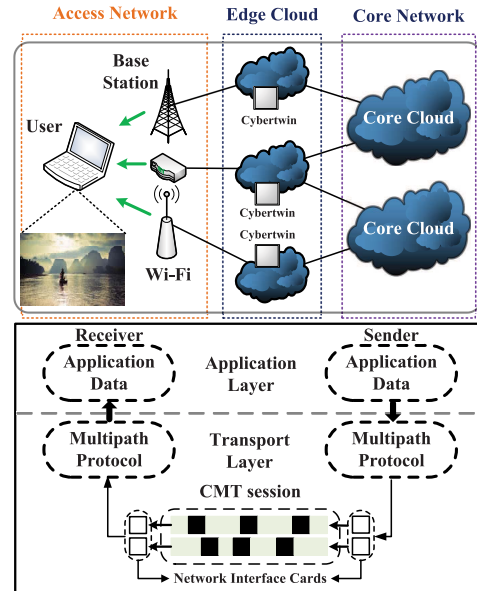 Access Network
Edge Cloud
Core Network
Base
Station
User
Cybertwin
Core Cloud
Cybertwin
Cybertwin
Core Cloud
Wi-Fi
Receiver
Sender
Application
Data
Application
Layer
Application
Data
Multipath
Protocol
Transport
Layer
Multipath
Protocol
CMT session
Network Interface Cards